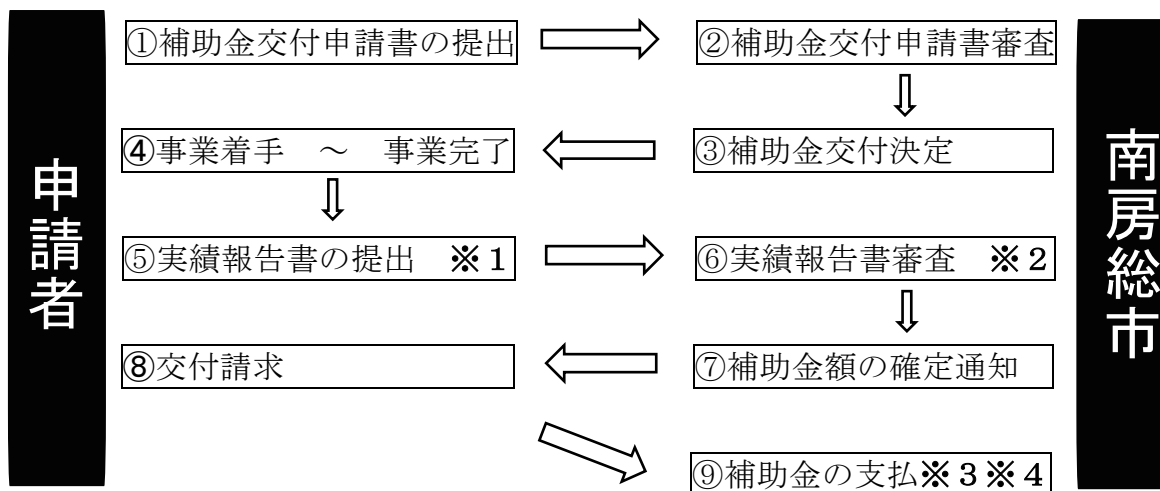 申請者
①補助金交付申請書の提出
②補助金交付申請書審査
③補助金交付決定
④事業着手　～　事業完了
⑤実績報告書の提出　※１
⑥実績報告書審査　※２
⑦補助金額の確定通知
⑧交付請求
⑨補助金の支払※３※４
南房総市